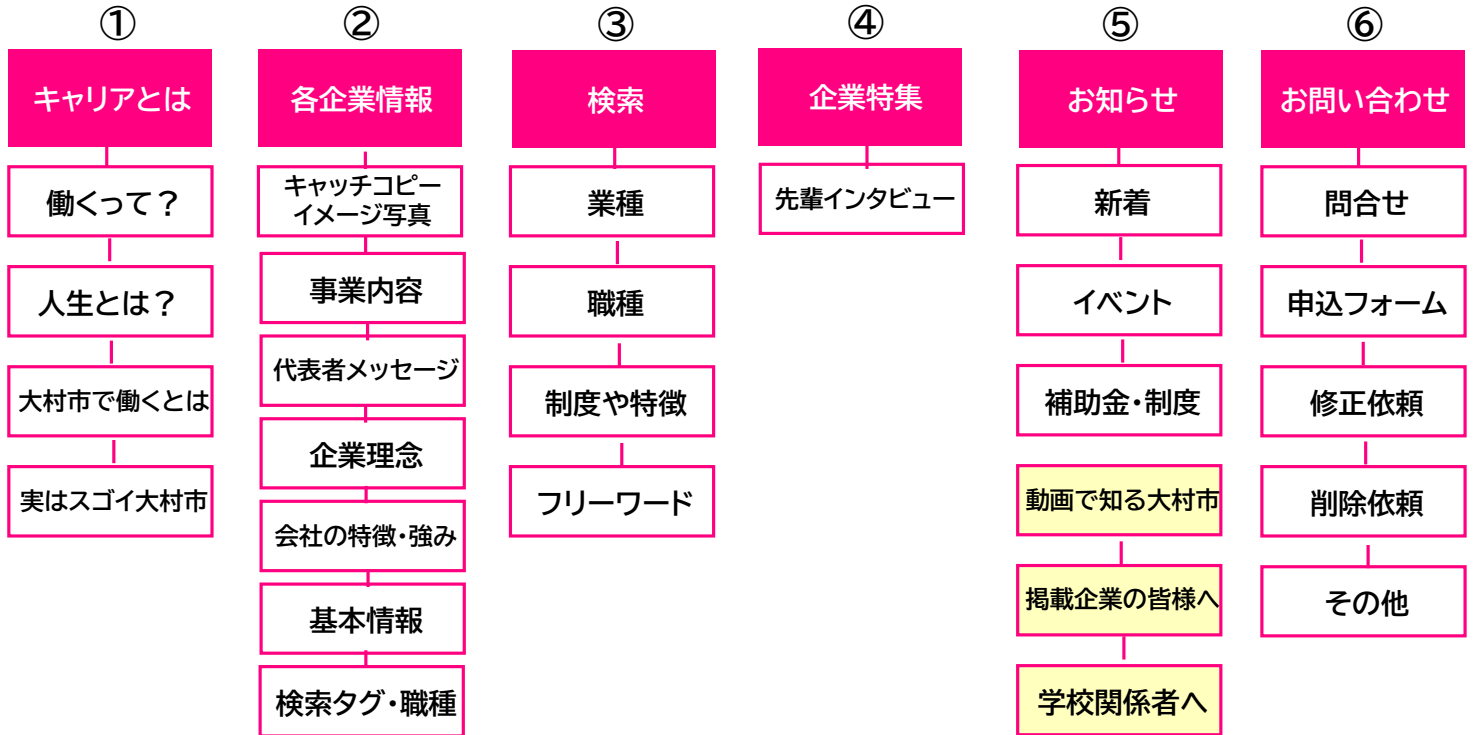 ①
キャリアとは
働くって？
人生とは？
大村市で働くとは
実はスゴイ大村市
②
各企業情報
キャッチコピー
イメージ写真
事業内容
代表者メッセージ
企業理念
会社の特徴・強み
基本情報
検索タグ・職種
③
検索
業種
職種
制度や特徴
フリーワード
④
企業特集
先輩インタビュー
⑤
お知らせ
新着
イベント
補助金・制度
動画で知る大村市
掲載企業の皆様へ
学校関係者へ
⑥
お問い合わせ
問合せ
申込フォーム
修正依頼
削除依頼
その他